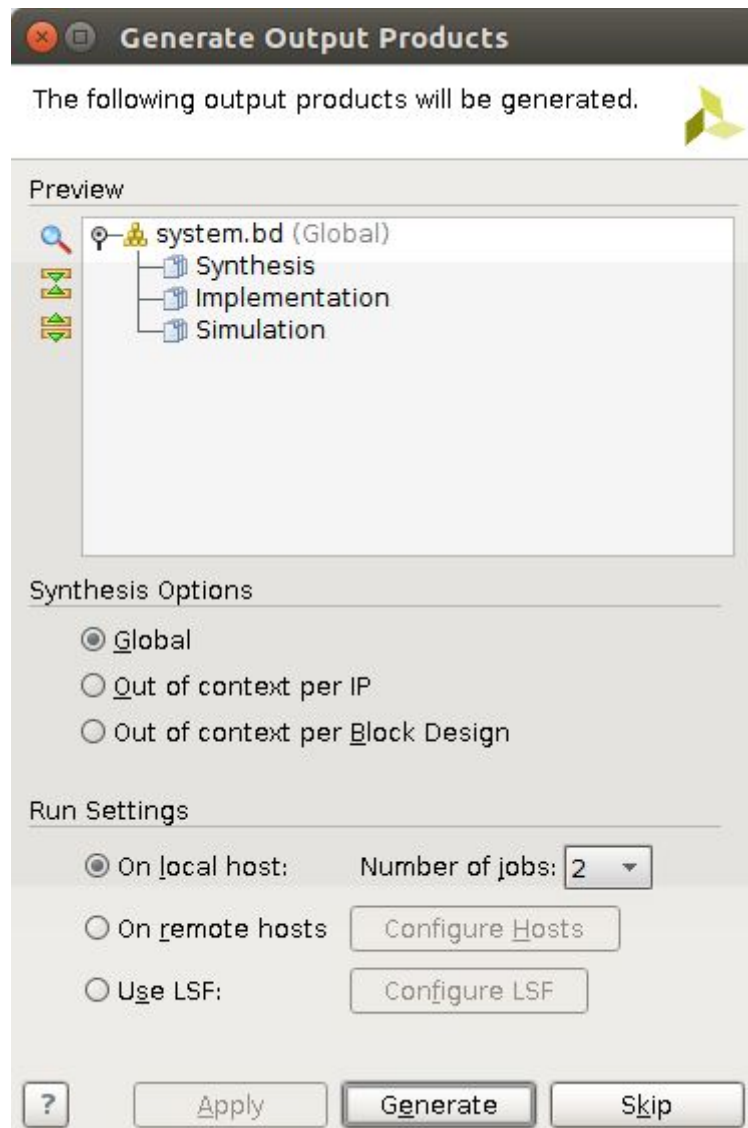 Generate Output Products
The following output products will be generated.
Preview
system.bd (Global)
Synthesis
Implementation
Simulation
Synthesis Options
Global
Out of context per IP
Out of context per Block Design
Run Settings
On local host: Number of jobs: 2
On remote hosts Configure Hosts
Use LSF: Configure LSF
? Apply Generate Skip